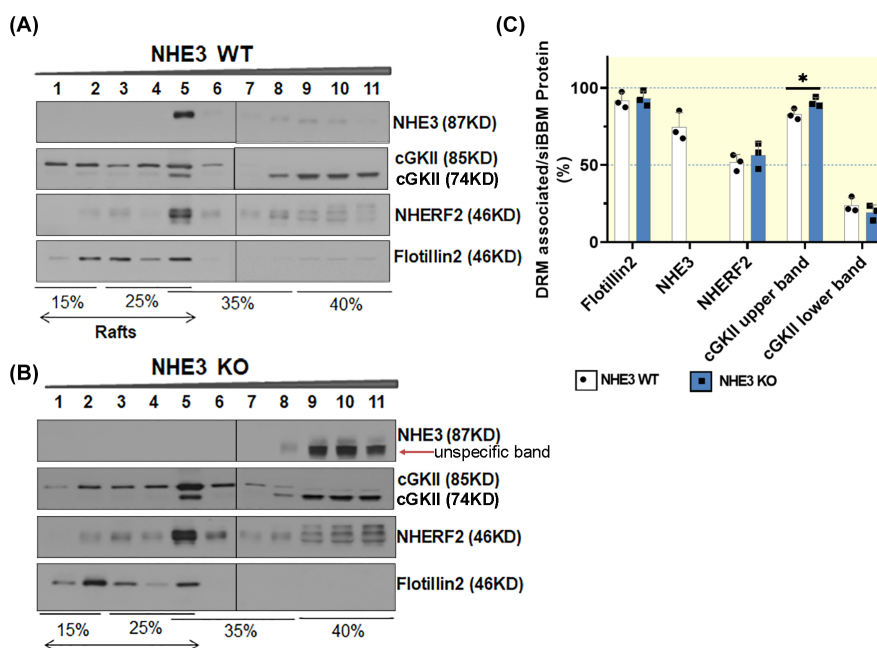 (A)
NHE3 WT
1 2 3 4 5 6 7 8 9 10 11
NHE3 (87KD)
cGKII (85KD)
cGKII (74KD)
NHERF2 (46KD)
Flotillin2 (46KD)
15% 25% 35% 40%
Rafts
(B)
NHE3 KO
1 2 3 4 5 6 7 8 9 10 11
NHE3 (87KD)
unspecific band
cGKII (85KD)
cGKII (74KD)
NHERF2 (46KD)
Flotillin2 (46KD)
15% 25% 35% 40%
(C)
DRM associated/siBBM Protein
(%)
100
50
0
*
Flotillin2
NHE3
NHERF2
cGKII upper band
cGKII lower band
NHE3 WT
NHE3 KO